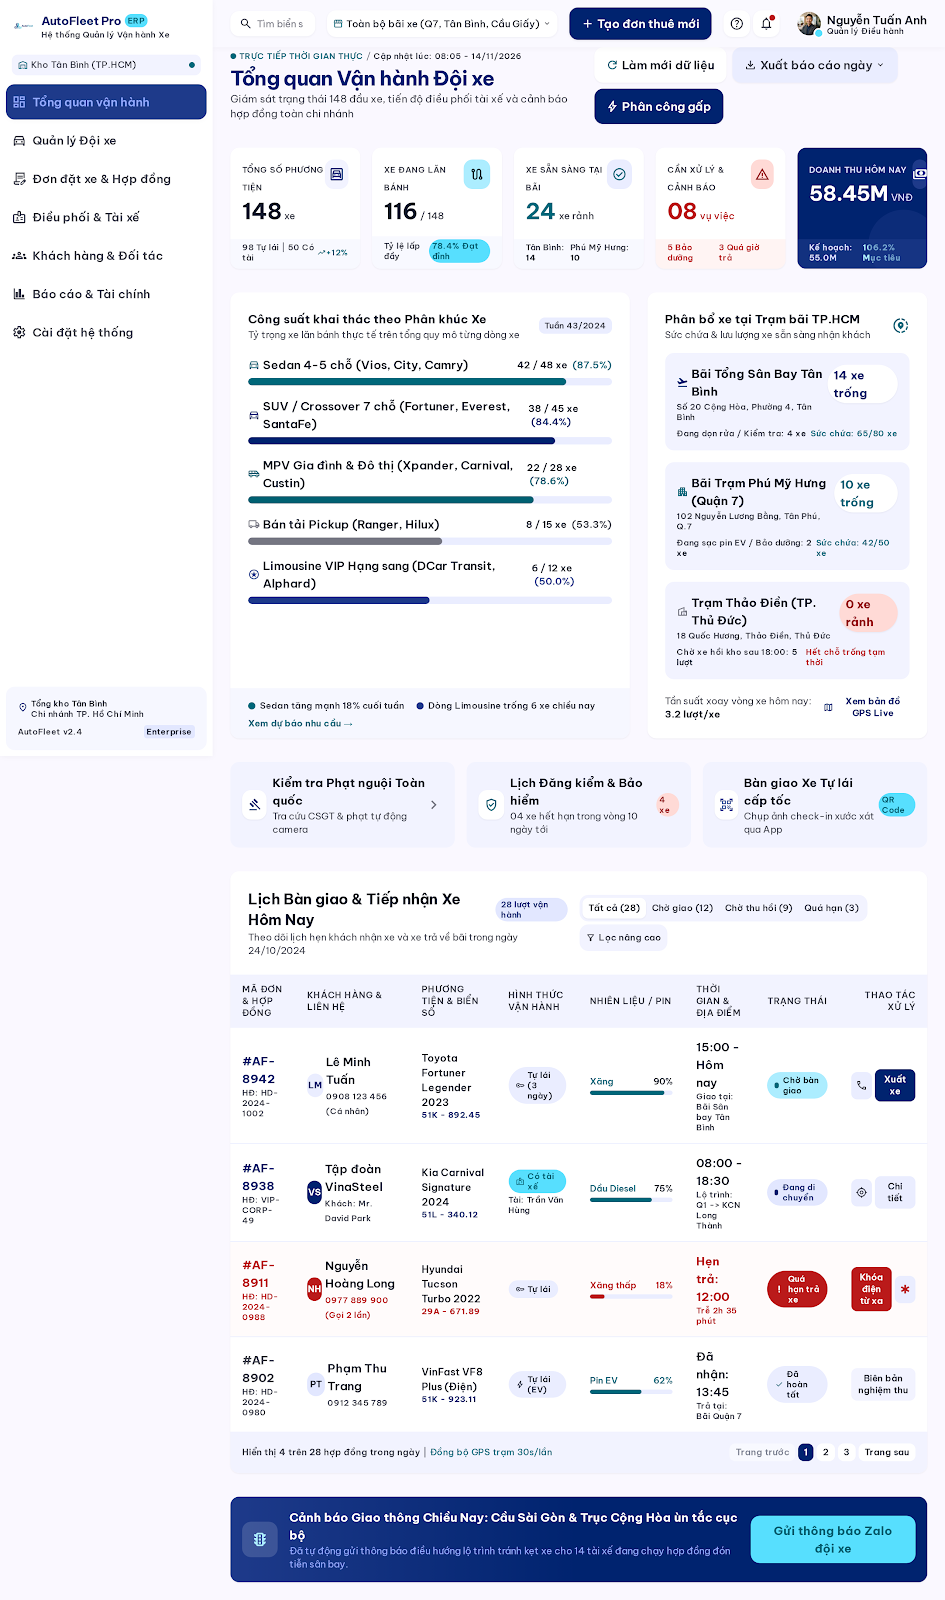 AutoFleet Pro ERP
Hệ thống Quản lý Vận hành Xe
Kho Tân Bình (TP.HCM)
Tổng quan vận hành
Quản lý Đội xe
Đơn đặt xe & Hợp đồng
Điều phối & Tài xế
Khách hàng & Đối tác
Báo cáo & Tài chính
Cài đặt hệ thống
Tổng kho Tân Bình
Chi nhánh TP. Hồ Chí Minh
AutoFleet v2.4 Enterprise
Tìm biển s
Toàn bộ bãi xe (Q7, Tân Bình, Cầu Giấy)
+ Tạo đơn thuê mới
Nguyễn Tuấn Anh
Quản lý Điều hành
TRỰC TIẾP THỜI GIAN THỰC / Cập nhật lúc: 08:05 - 14/11/2026
Tổng quan Vận hành Đội xe
Giám sát trạng thái 148 đầu xe, tiến độ điều phối tài xế và cảnh báo
hợp đồng toàn chi nhánh
Làm mới dữ liệu
Xuất báo cáo ngày
Phân công gấp
TỔNG SỐ PHƯƠNG
TIỆN
148 xe
98 Tự lái | 50 Có
tài
+12%
XE ĐANG LĂN
BÁNH
116 / 148
Tỷ lệ lấp
đầy
78.4% Đạt
đỉnh
XE SẴN SÀNG TẠI
BÃI
24 xe rảnh
Tân Bình:
14
Phú Mỹ Hưng:
10
CẦN XỬ LÝ &
CẢNH BÁO
08 vụ việc
5 Bảo
dưỡng
3 Quá giờ
trả
DOANH THU HÔM NAY
58.45M VNĐ
Kế hoạch:
55.0M
106.2%
Mục tiêu
Công suất khai thác theo Phân khúc Xe
Tỷ trọng xe lăn bánh thực tế trên tổng quy mô từng dòng xe
Tuần 43/2024
Sedan 4-5 chỗ (Vios, City, Camry)
42 / 48 xe (87.5%)
SUV / Crossover 7 chỗ (Fortuner, Everest,
SantaFe)
38 / 45 xe
(84.4%)
MPV Gia đình & Đô thị (Xpander, Carnival,
Custin)
22 / 28 xe
(78.6%)
Bán tải Pickup (Ranger, Hilux)
8 / 15 xe (53.3%)
Limousine VIP Hạng sang (DCar Transit,
Alphard)
6 / 12 xe
(50.0%)
Sedan tăng mạnh 18% cuối tuần
Dòng Limousine trống 6 xe chiều nay
Xem dự báo nhu cầu →
Phân bổ xe tại Trạm bãi TP.HCM
Sức chứa & lưu lượng xe sẵn sàng nhận khách
Bãi Tổng Sân Bay Tân
Bình
14 xe
trống
Số 20 Cộng Hòa, Phường 4, Tân
Bình
Đang dọn rửa / Kiểm tra: 4 xe Sức chứa: 65/80 xe
Bãi Trạm Phú Mỹ Hưng
(Quận 7)
10 xe
trống
102 Nguyễn Lương Bằng, Tân Phú,
Q.7
Đang sạc pin EV / Bảo dưỡng: 2
xe
Sức chứa: 42/50
xe
Trạm Thảo Điền (TP.
Thủ Đức)
0 xe
rảnh
18 Quốc Hương, Thảo Điền, Thủ Đức
Chờ xe hồi kho sau 18:00: 5
lượt
Hết chỗ trống tạm
thời
Tần suất xoay vòng xe hôm nay:
3.2 lượt/xe
Xem bản đồ
GPS Live
Kiểm tra Phạt nguội Toàn
quốc
Tra cứu CSGT & phạt tự động
camera
Lịch Đăng kiểm & Bảo
hiểm
04 xe hết hạn trong vòng 10
ngày tới
4
xe
Bàn giao Xe Tự lái
cấp tốc
Chụp ảnh check-in xước xát
qua App
QR
Code
Lịch Bàn giao & Tiếp nhận Xe
Hôm Nay
28 lượt vận
hành
Theo dõi lịch hẹn khách nhận xe và xe trả về bãi trong ngày
24/10/2024
Tất cả (28) Chờ giao (12) Chờ thu hồi (9) Quá hạn (3)
Lọc nâng cao
MÃ ĐƠN
& HỢP
ĐỒNG
KHÁCH HÀNG &
LIÊN HỆ
PHƯƠNG
TIỆN & BIỂN
SỐ
HÌNH THỨC
VẬN HÀNH
NHIÊN LIỆU / PIN
THỜI
GIAN &
ĐỊA ĐIỂM
TRẠNG THÁI
THAO TÁC
XỬ LÝ
#AF-
8942
HĐ: HD-
2024-
1002
LM
Lê Minh
Tuấn
0908 123 456
(Cá nhân)
Toyota
Fortuner
Legender
2023
51K - 892.45
Tự lái
(3
ngày)
Xăng 90%
15:00 -
Hôm
nay
Giao tại:
Bãi Sân
bay Tân
Bình
Chờ bàn
giao
Xuất
xe
#AF-
8938
HĐ: VIP-
CORP-
49
VS
Tập đoàn
VinaSteel
Khách: Mr.
David Park
Kia Carnival
Signature
2024
51L - 340.12
Có tài
xế
Tài: Trần Văn
Hùng
Dầu Diesel 75%
08:00 -
18:30
Lộ trình:
Q1 -> KCN
Long
Thành
Đang di
chuyển
Chi
tiết
#AF-
8911
HĐ: HD-
2024-
0988
NH
Nguyễn
Hoàng Long
0977 889 900
(Gọi 2 lần)
Hyundai
Tucson
Turbo 2022
29A - 671.89
Tự lái
Xăng thấp 18%
Hẹn
trả:
12:00
Trễ 2h 35
phút
Quá
hạn trả
xe
Khóa
điện
từ xa
#AF-
8902
HĐ: HD-
2024-
0980
PT
Phạm Thu
Trang
0912 345 789
VinFast VF8
Plus (Điện)
51K - 923.11
Tự lái
(EV)
Pin EV 62%
Đã
nhận:
13:45
Trả tại:
Bãi Quận 7
Đã
hoàn
tất
Biên bản
nghiệm thu
Hiển thị 4 trên 28 hợp đồng trong ngày | Đồng bộ GPS trạm 30s/lần
Trang trước 1 2 3 Trang sau
Cảnh báo Giao thông Chiều Nay: Cầu Sài Gòn & Trục Cộng Hòa ùn tắc cục
bộ
Đã tự động gửi thông báo điều hướng lộ trình tránh kẹt xe cho 14 tài xế đang chạy hợp đồng đón
tiễn sân bay.
Gửi thông báo Zalo
đội xe